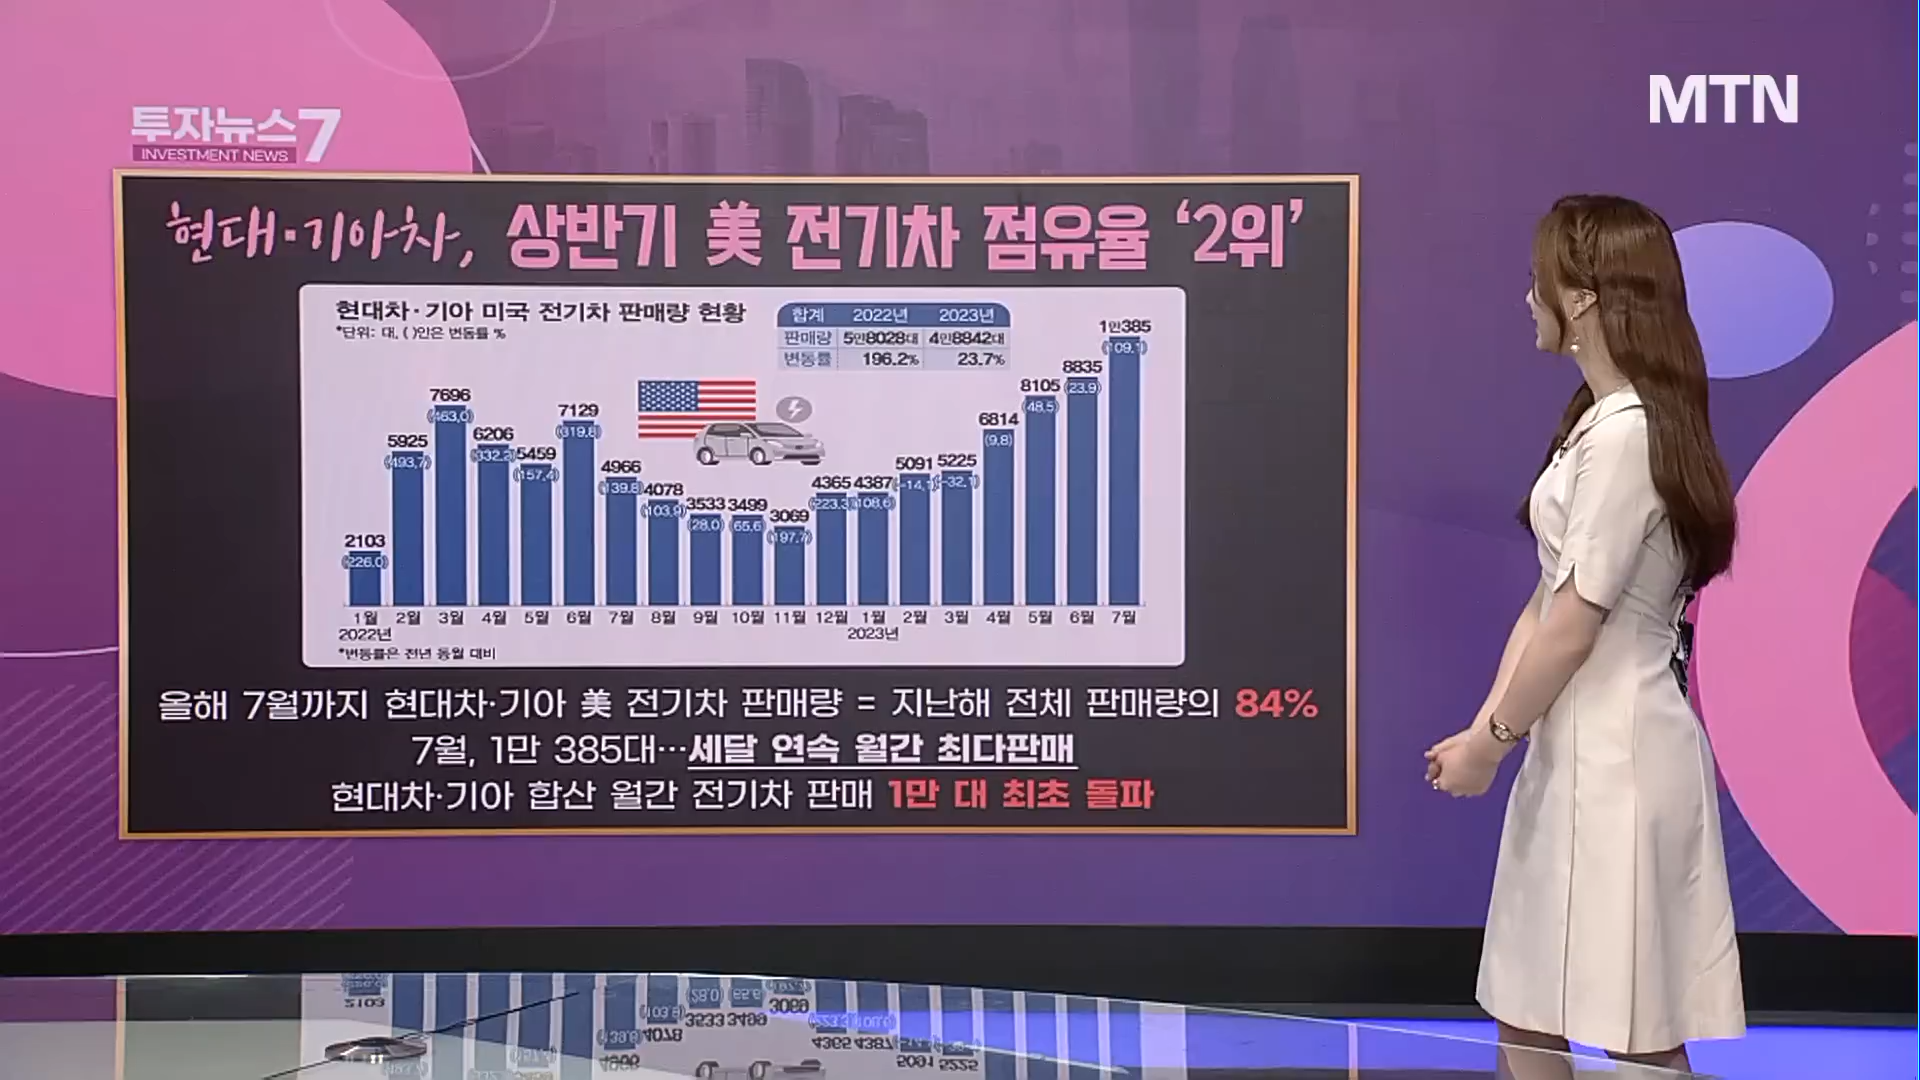 MTN
투자뉴스7
INVESTMENT NEWS
현대·기아차, 상반기 美 전기차 점유율 ‘2위’
현대차·기아 미국 전기차 판매량 현황
*단위: 대, ( )안은 변동률 %
합계 2022년 2023년
판매량 5만8028대 4만8842대
변동률 196.2% 23.7%
2103 5925 7696 6206 5459 7129 4966 4078 3533 3499 3069 4365 4387 5091 5225 6814 8105 8835 1만385
(226.0) (493.7) (463.0) (332.2) (157.4) (319.8) (139.8) (103.9) (28.0) (65.6) (197.7) (223.3) (108.6) (-14.1) (-32.1) (9.8) (48.5) (23.9) (109.1)
1월 2월 3월 4월 5월 6월 7월 8월 9월 10월 11월 12월 1월 2월 3월 4월 5월 6월 7월
2022년 2023년
*변동률은 전년 동월 대비
올해 7월까지 현대차·기아 美 전기차 판매량 = 지난해 전체 판매량의 84%
7월, 1만 385대…세달 연속 월간 최다판매
현대차·기아 합산 월간 전기차 판매 1만 대 최초 돌파